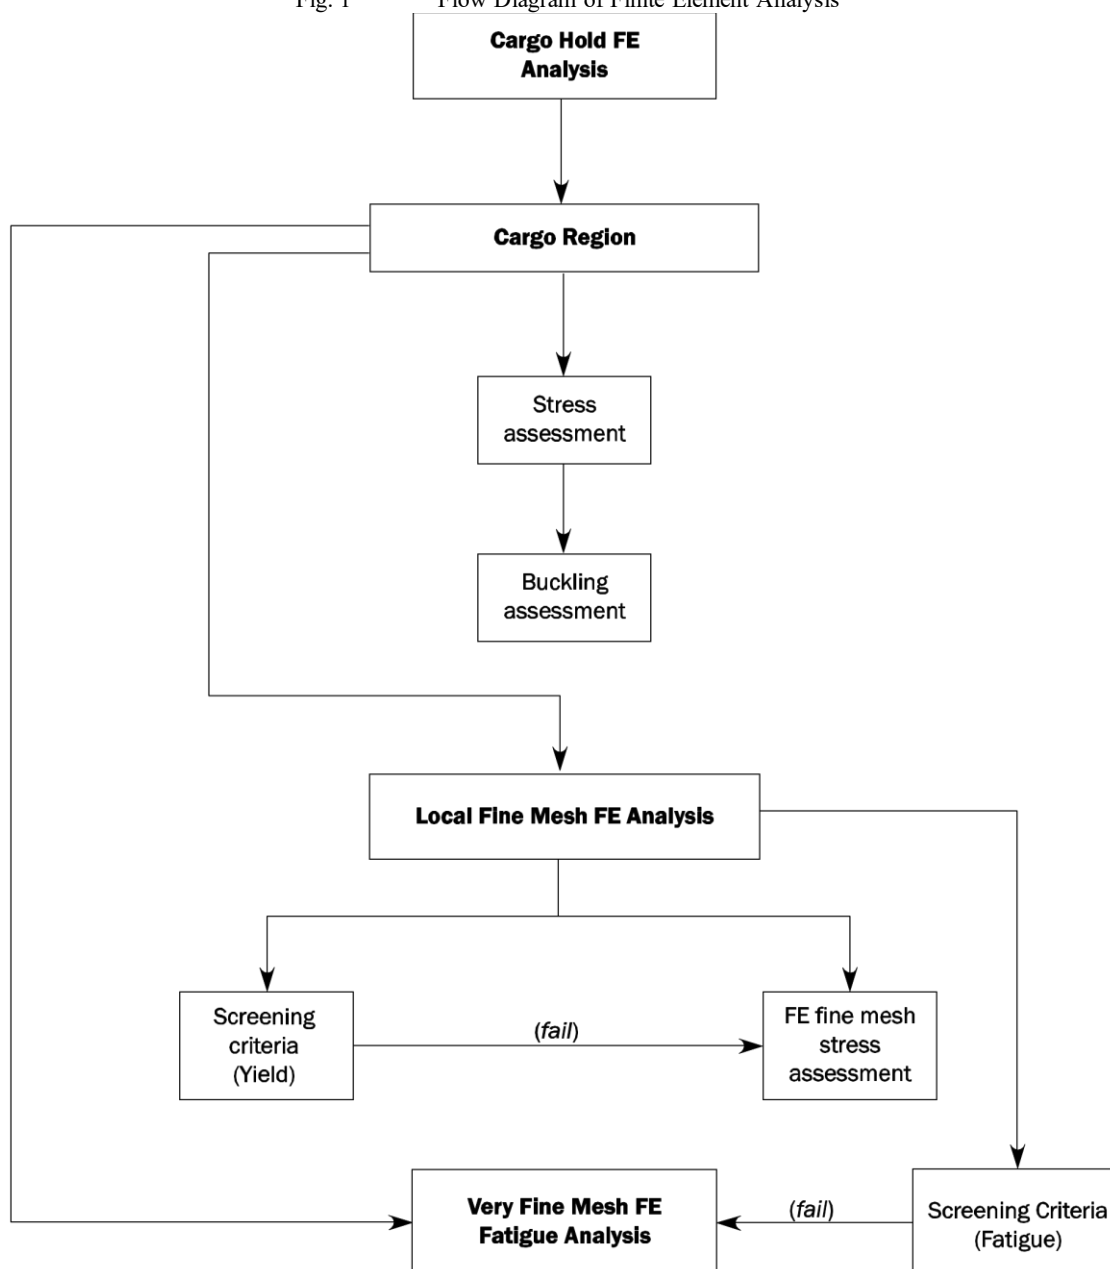 Fig. 1 Flow Diagram of Finite Element Analysis
Cargo Hold FE
Analysis
Cargo Region
Stress
assessment
Buckling
assessment
Local Fine Mesh FE Analysis
Screening
criteria
(Yield)
(fail)
FE fine mesh
stress
assessment
Very Fine Mesh FE
Fatigue Analysis
(fail)
Screening Criteria
(Fatigue)